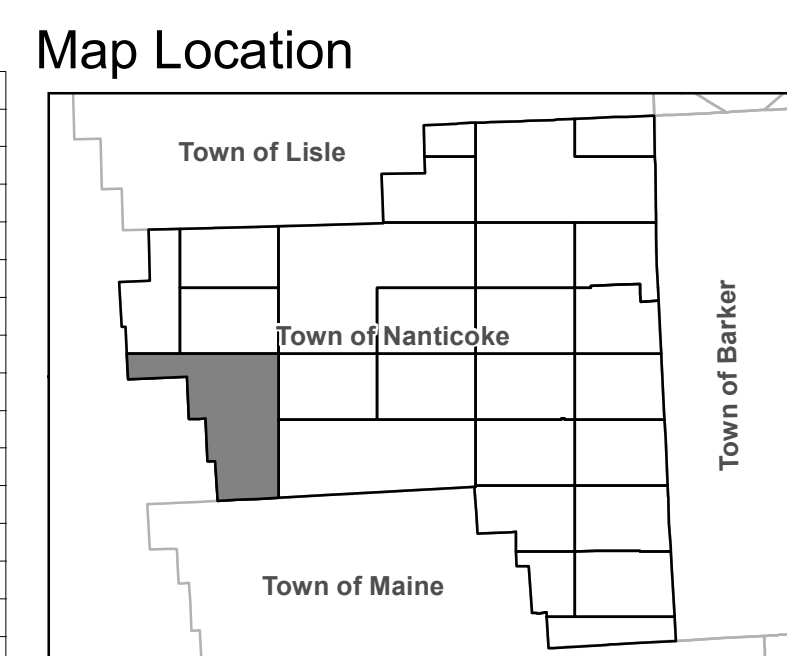 Map Location
Town of Lisle
Town of Nanticoke
Town of Barker
Town of Maine